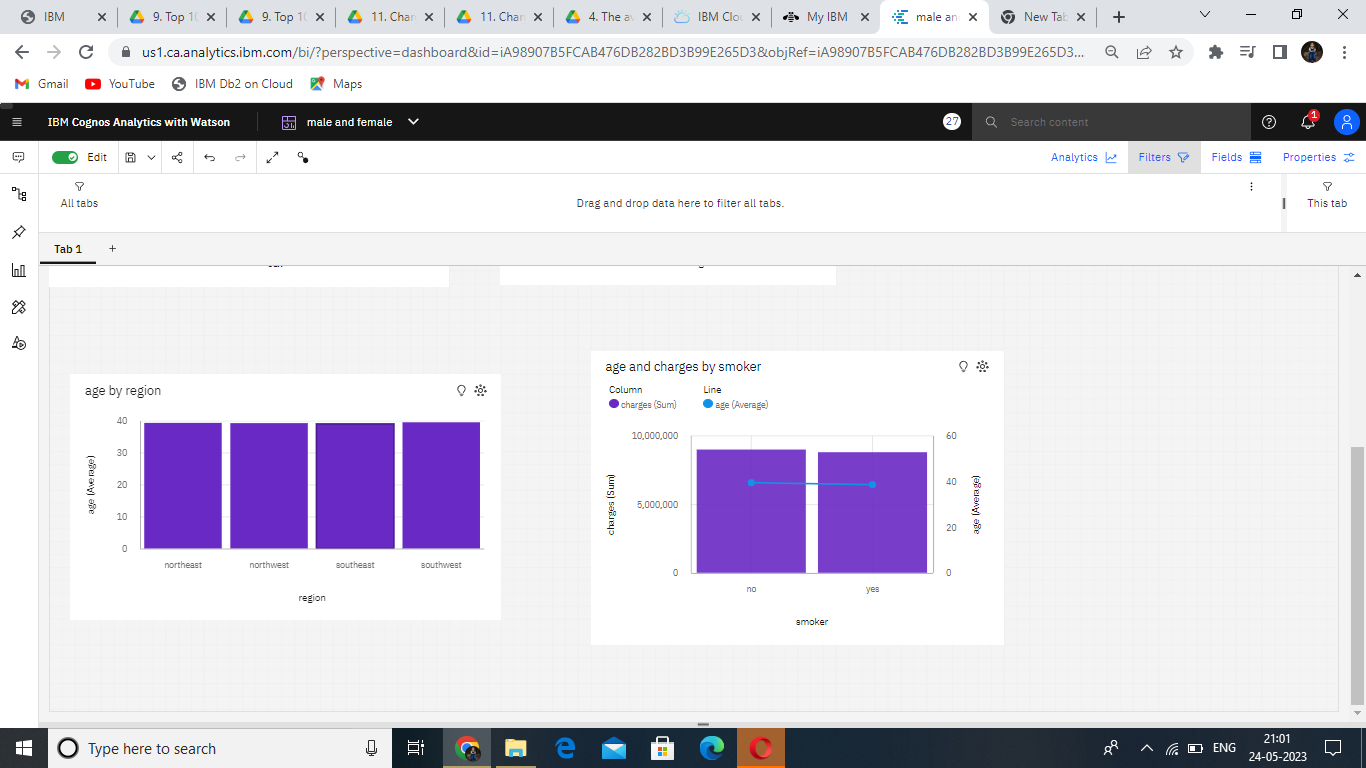 IBM
9. Top 10
9. Top 10
11. Char
11. Char
4. The av
IBM Clou
My IBM
male an
New Tab
us1.ca.analytics.ibm.com/bi/?perspective=dashboard&id=iA98907B5FCAB476DB282BD3B99E265D3&objRef=iA98907B5FCAB476DB282BD3B99E265D3...
Gmail
YouTube
IBM Db2 on Cloud
Maps
IBM Cognos Analytics with Watson
male and female
27
Search content
1
Edit
Analytics
Filters
Fields
Properties
All tabs
Drag and drop data here to filter all tabs.
This tab
Tab 1
age by region
age (Average)
40
30
20
10
0
northeast
northwest
southeast
southwest
region
age and charges by smoker
Column
Line
charges (Sum)
age (Average)
charges (Sum)
10,000,000
5,000,000
0
60
40
20
0
age (Average)
no
yes
smoker
Type here to search
ENG
21:01
24-05-2023